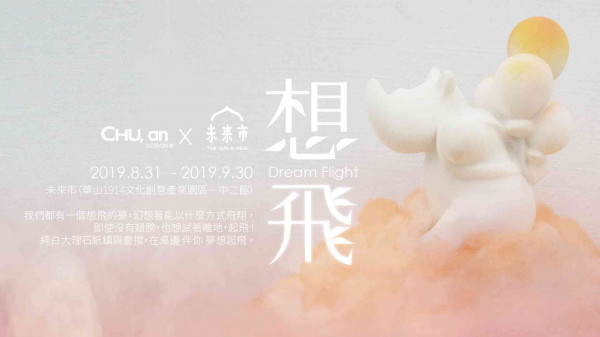 CHU, an
DESIGN
X
未來市
2019.8.31 - 2019.9.30
未來市(華山1914文化創意產業園區一中二館)
想飛
Dream Flight
我們都有一個想飛的夢，幻想著能以什麼方式飛翔，
即使沒有翅膀，也想試著離地，起飛！
純白大理石紙鎮與書擋，在桌邊 伴你 夢想起飛。